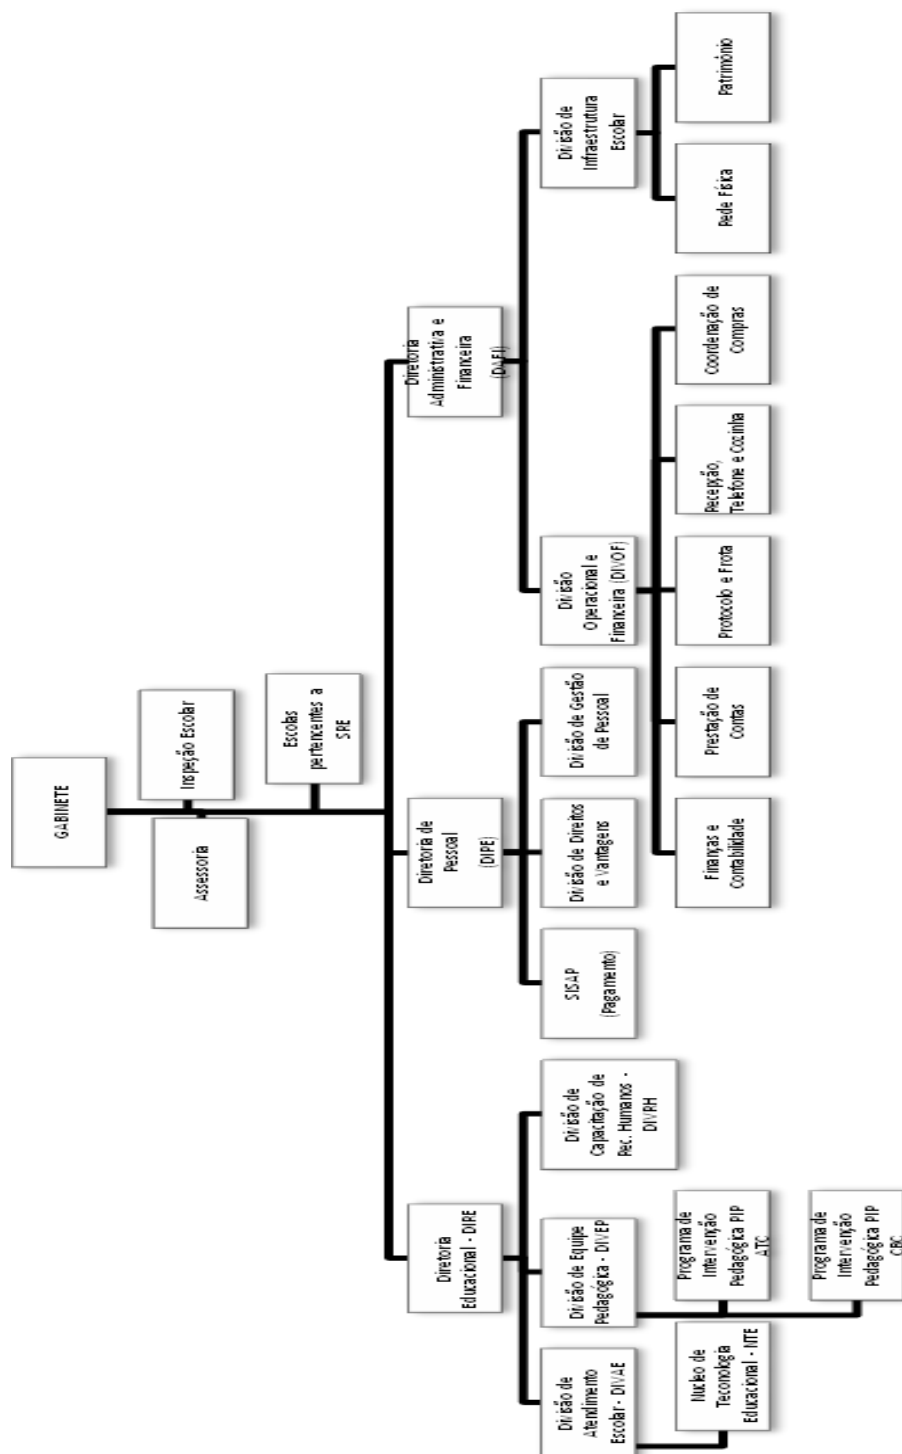 GABINETE
Assessoria
Inspeção Escolar
Escolas
pertencentes a
SRE
Diretoria
Educacional - DIRE
Diretoria de
Pessoal
(DIPE)
Diretoria
Administrativa e
Financeira
(DAFI)
Divisão de
Atendimento
Escolar - DIVAE
Divisão de Equipe
Pedagógica - DIVEP
Divisão de
Capacitação de
Rec. Humanos -
DIVRH
SISAP
(Pagamento)
Divisão de Direitos
e Vantagens
Divisão de Gestão
de Pessoal
Divisão
Operacional e
Financeira (DIVOF)
Divisão de
Infraestrutura
Escolar
Nucleo de
Teconologia
Educacional - NTE
Programa de
Intervenção
Pedagógica PIP
ATC
Programa de
Intervenção
Pedagógica PIP
CBC
Finanças e
Contabilidade
Prestação de
Contas
Protocolo e Frota
Recepção,
Telefone e Cozinha
Coordenação de
Compras
Rede Física
Patrimônio